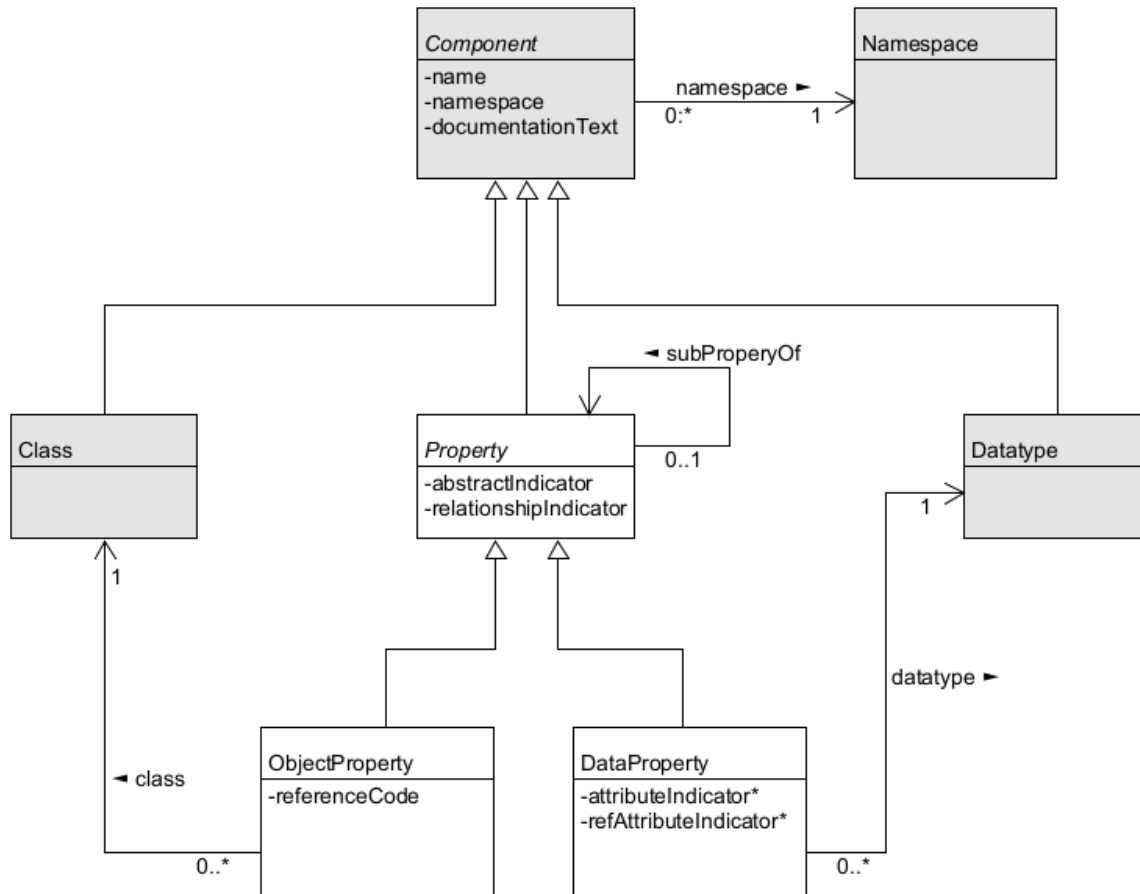 Component
-name
-namespace
-documentationText
namespace ►
0:*
1
Namespace
◄ subProperyOf
0..1
Class
Property
-abstractIndicator
-relationshipIndicator
Datatype
1
1
datatype ►
◄ class
ObjectProperty
-referenceCode
0..*
DataProperty
-attributeIndicator*
-refAttributeIndicator*
0..*